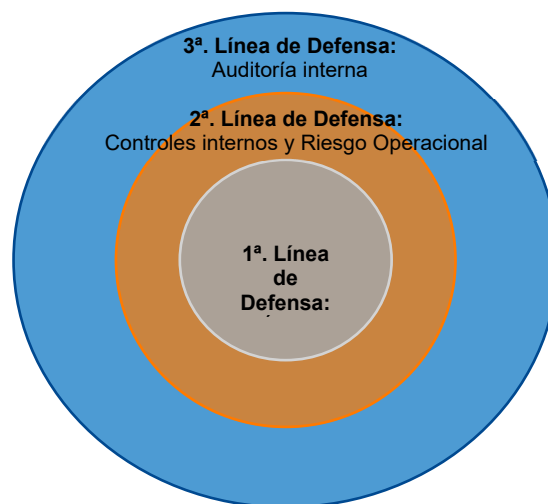 3ª. Línea de Defensa:
Auditoría interna
2ª. Línea de Defensa:
Controles internos y Riesgo Operacional
1ª. Línea
de
Defensa: